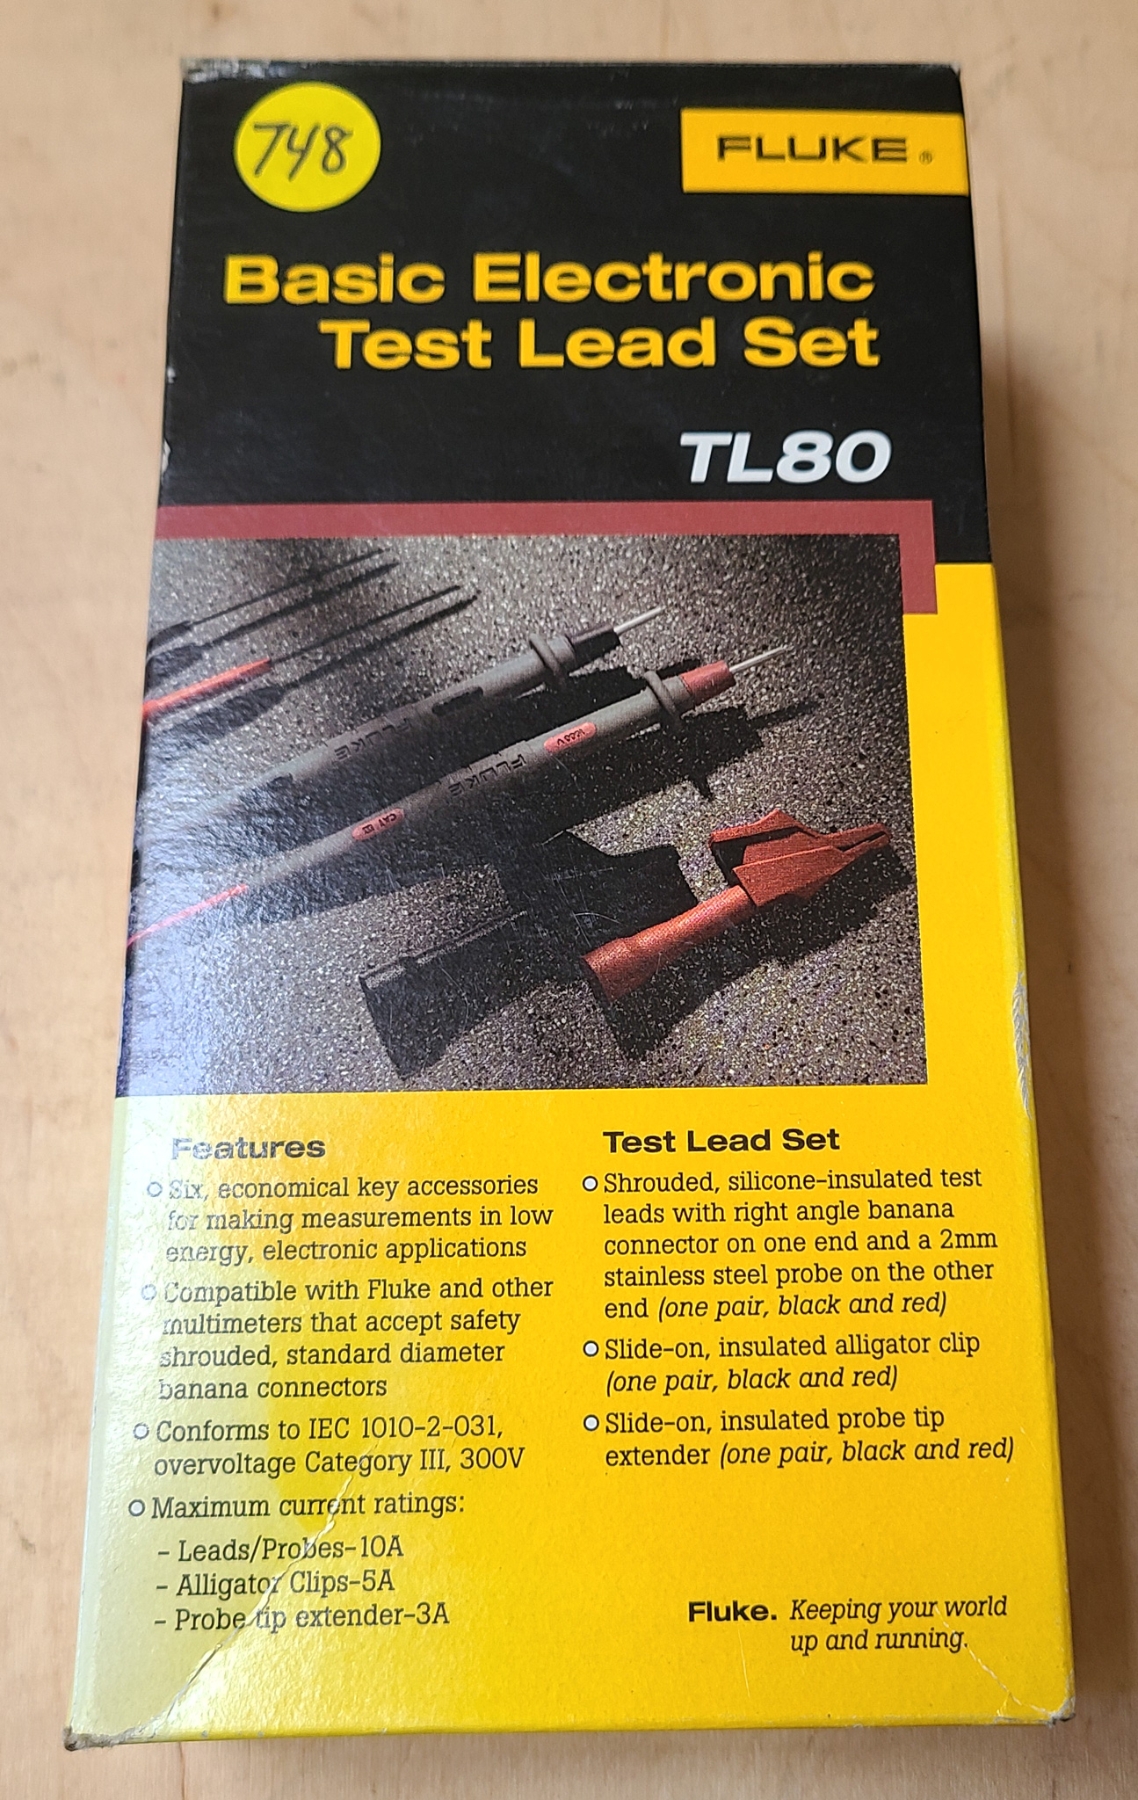 748
FLUKE®
Basic Electronic
Test Lead Set
TL80
FLUKE
FLUKE
1000V
CAT III
Features
○ Six, economical key accessories
for making measurements in low
energy, electronic applications
○ Compatible with Fluke and other
multimeters that accept safety
shrouded, standard diameter
banana connectors
○ Conforms to IEC 1010-2-031,
overvoltage Category III, 300V
○ Maximum current ratings:
– Leads/Probes-10A
– Alligator Clips-5A
– Probe tip extender-3A
Test Lead Set
○ Shrouded, silicone-insulated test
leads with right angle banana
connector on one end and a 2mm
stainless steel probe on the other
end (one pair, black and red)
○ Slide-on, insulated alligator clip
(one pair, black and red)
○ Slide-on, insulated probe tip
extender (one pair, black and red)
Fluke. Keeping your world
up and running.